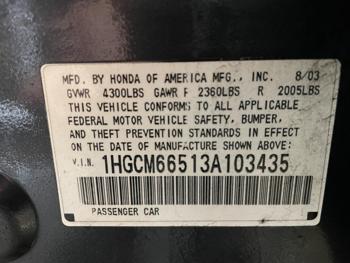 MFD. BY HONDA OF AMERICA MFG., INC. 8/03
GVWR 4300LBS GAWR F 2360LBS R 2005LBS
THIS VEHICLE CONFORMS TO ALL APPLICABLE
FEDERAL MOTOR VEHICLE SAFETY, BUMPER,
AND THEFT PREVENTION STANDARDS IN EFFECT
ON THE DATE OF MANUFACTURE SHOWN ABOVE.
V.I.N. 1HGCM66513A103435
PASSENGER CAR